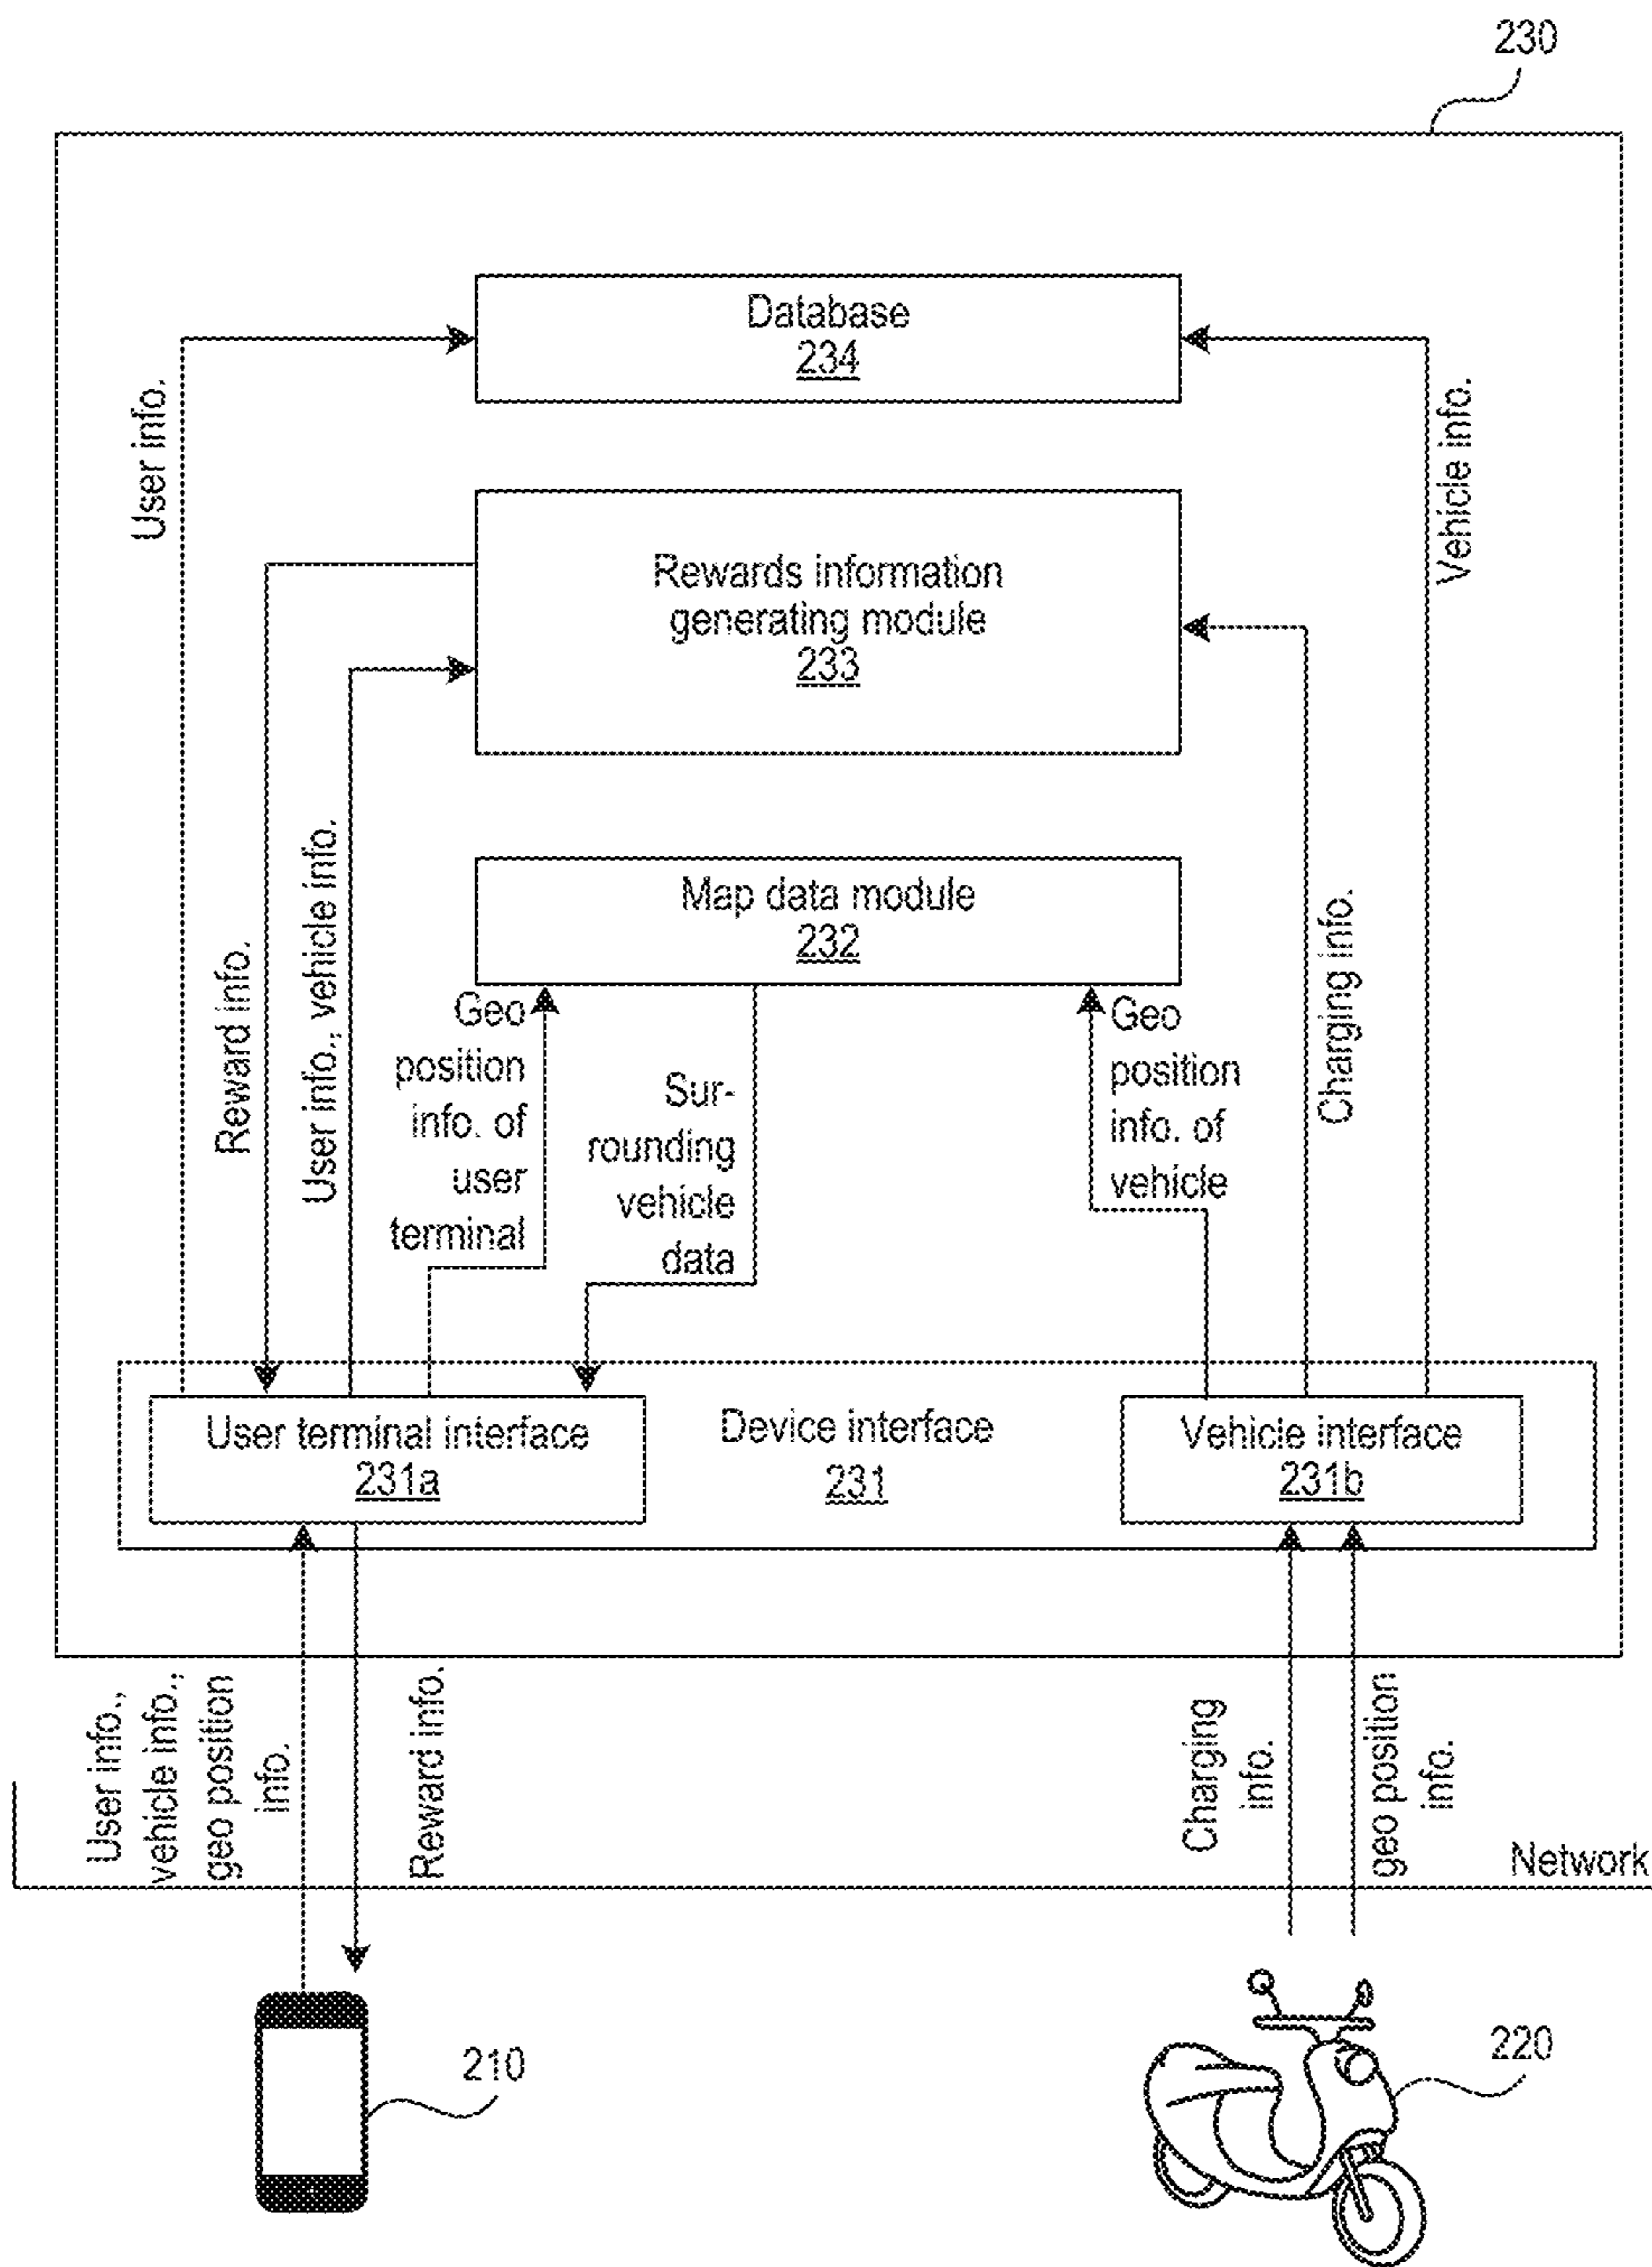 230
Database
234
User info.
Vehicle info.
Rewards information
generating module
233
Reward info.
User info., vehicle info.
Map data module
232
Charging info.
Geo
position
info. of
user
terminal
Sur-
rounding
vehicle
data
Geo
position
info. of
vehicle
User terminal interface
231a
Device interface
231
Vehicle interface
231b
User info.,
vehicle info.,
geo position
info.
Reward info.
Charging
info.
geo position
info.
Network
210
220